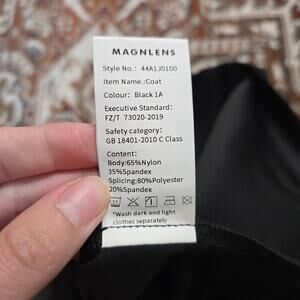 MAGNLENS
Style No.: 44A1J0100
Item Name.:Coat
Colour: Black 1A
Executive Standard:
FZ/T 73020-2019
Safety category:
GB 18401-2010 C Class
Content:
Body:65%Nylon
35%Spandex
Splicing:80%Polyester
20%Spandex
*Wash dark and light
clothes separately